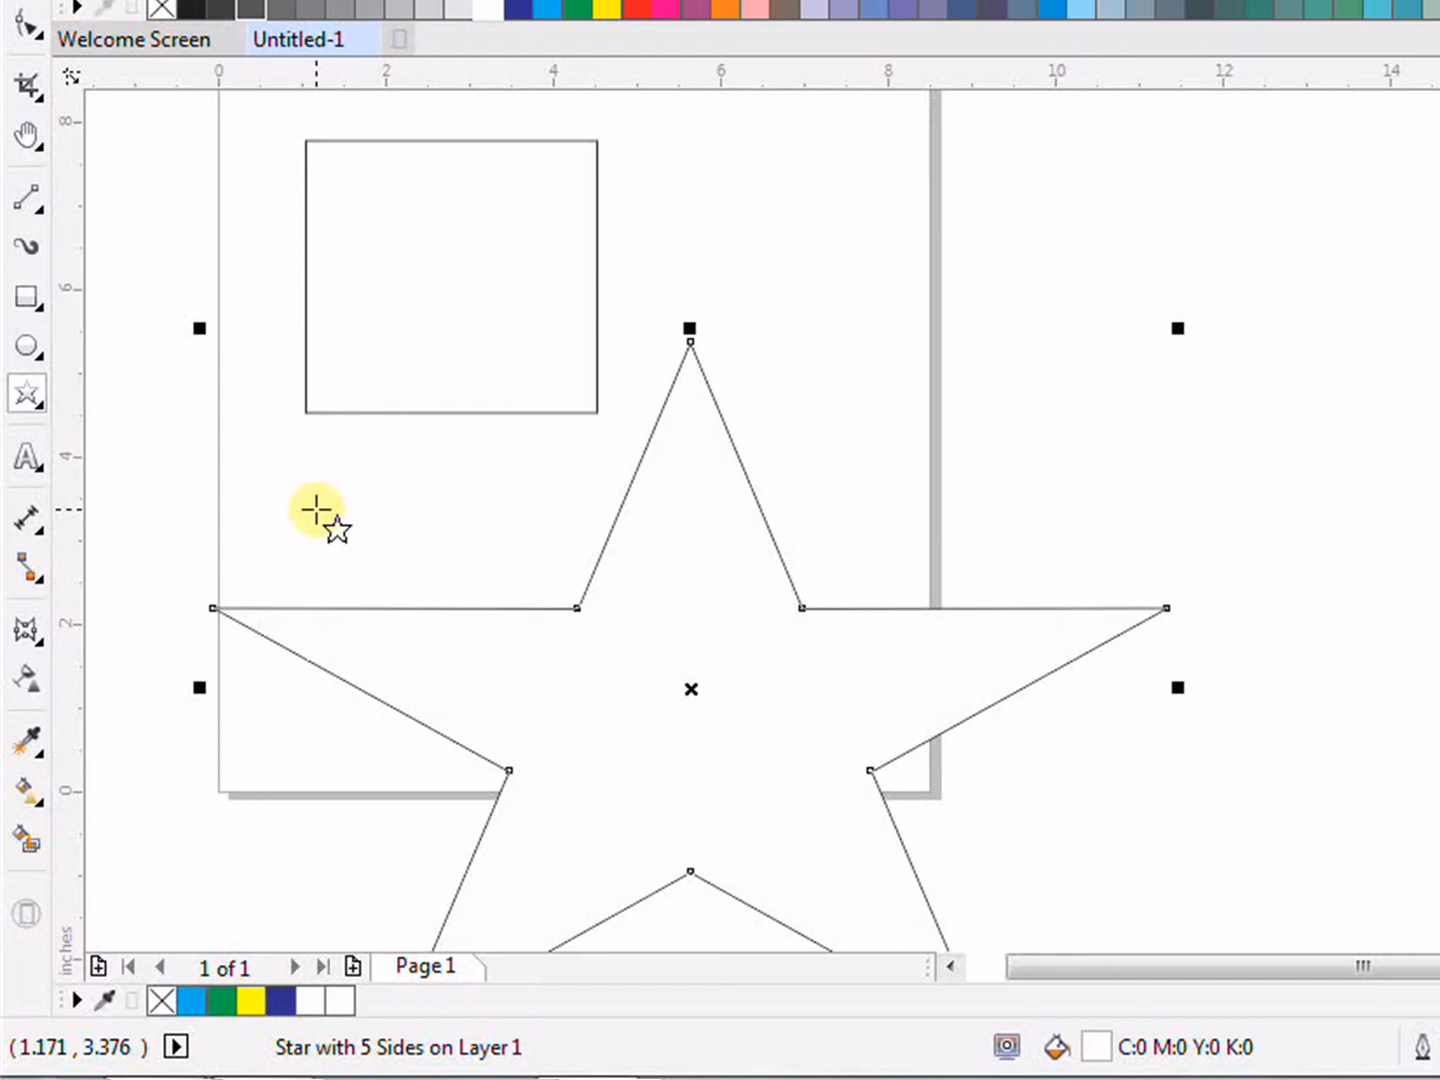 Welcome Screen
Untitled-1
0 2 4 6 8 10 12 14
8
6
4
2
0
inches
1 of 1
Page 1
(1.171 , 3.376 )
Star with 5 Sides on Layer 1
C:0 M:0 Y:0 K:0